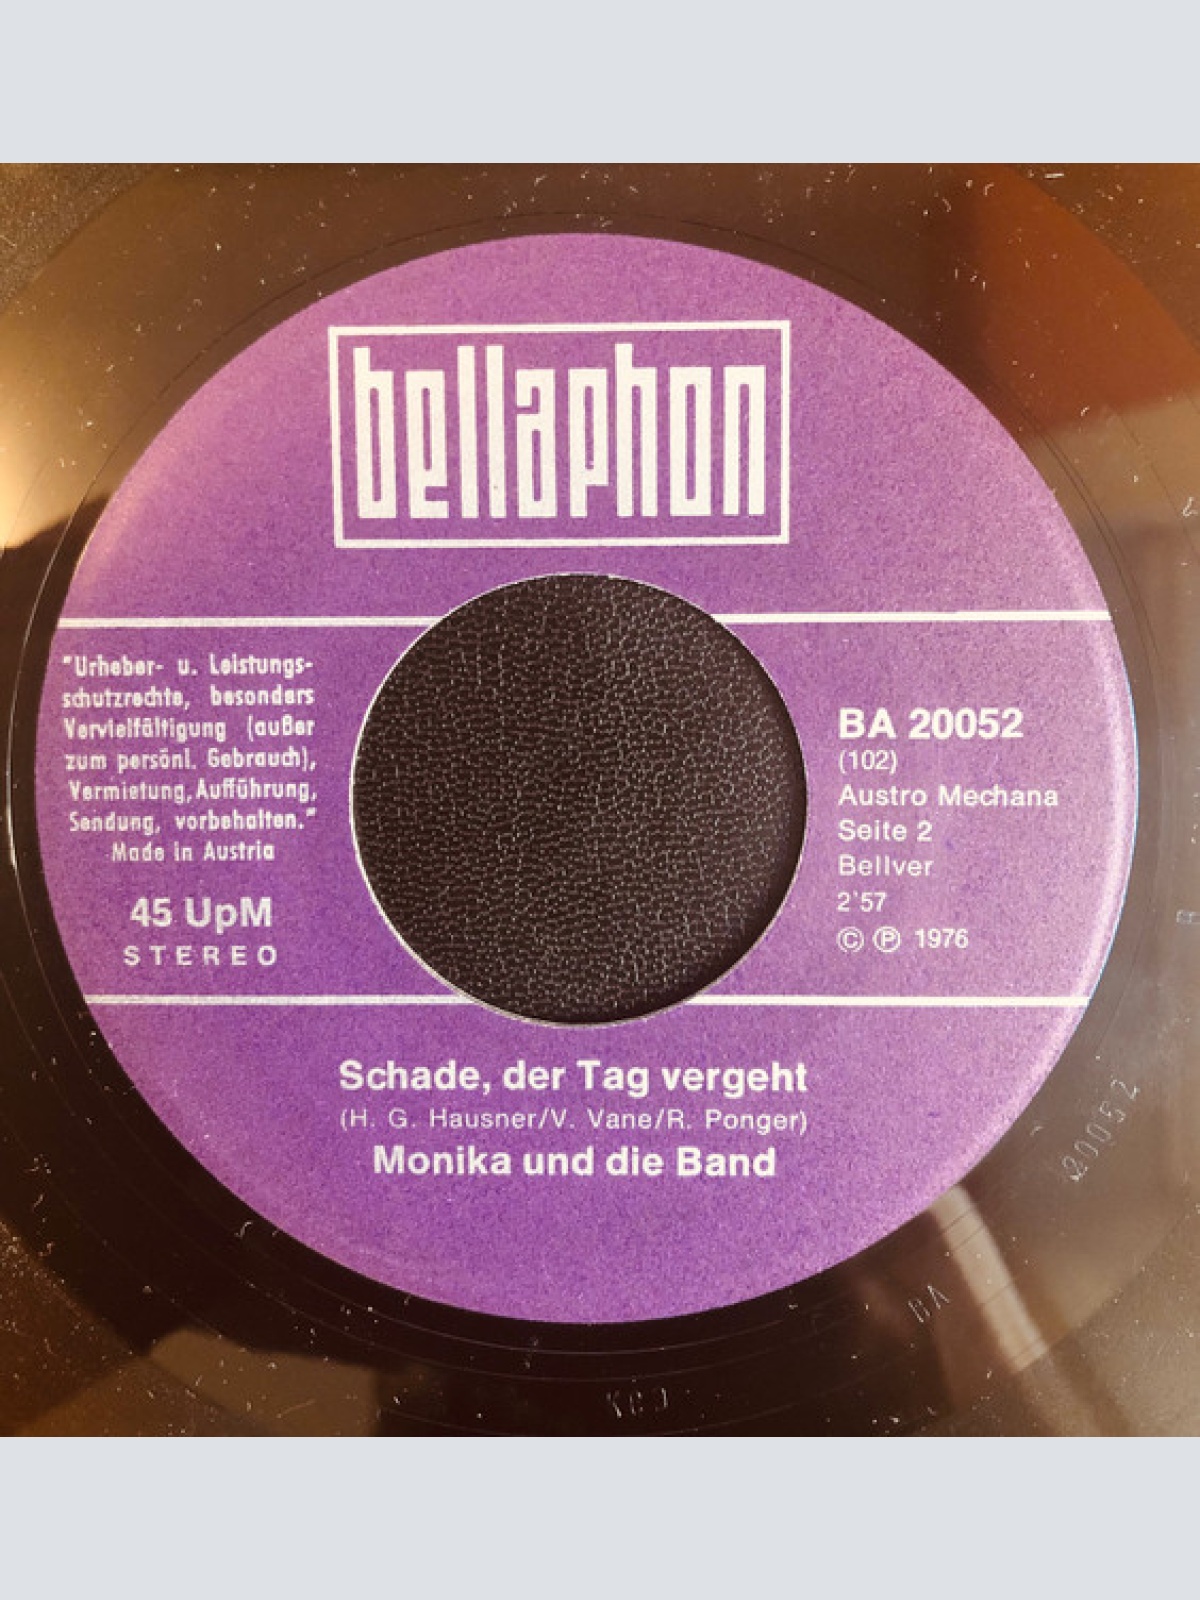 bellaphon
"Urheber- u. Leistungs-
schutzrechte, besonders
Vervielfältigung (außer
zum persönl. Gebrauch),
Vermietung, Aufführung,
Sendung, vorbehalten."
Made in Austria
45 UpM
STEREO
BA 20052
(102)
Austro Mechana
Seite 2
Bellver
2'57
© ℗ 1976
Schade, der Tag vergeht
(H. G. Hausner/V. Vane/R. Ponger)
Monika und die Band
BA 20052